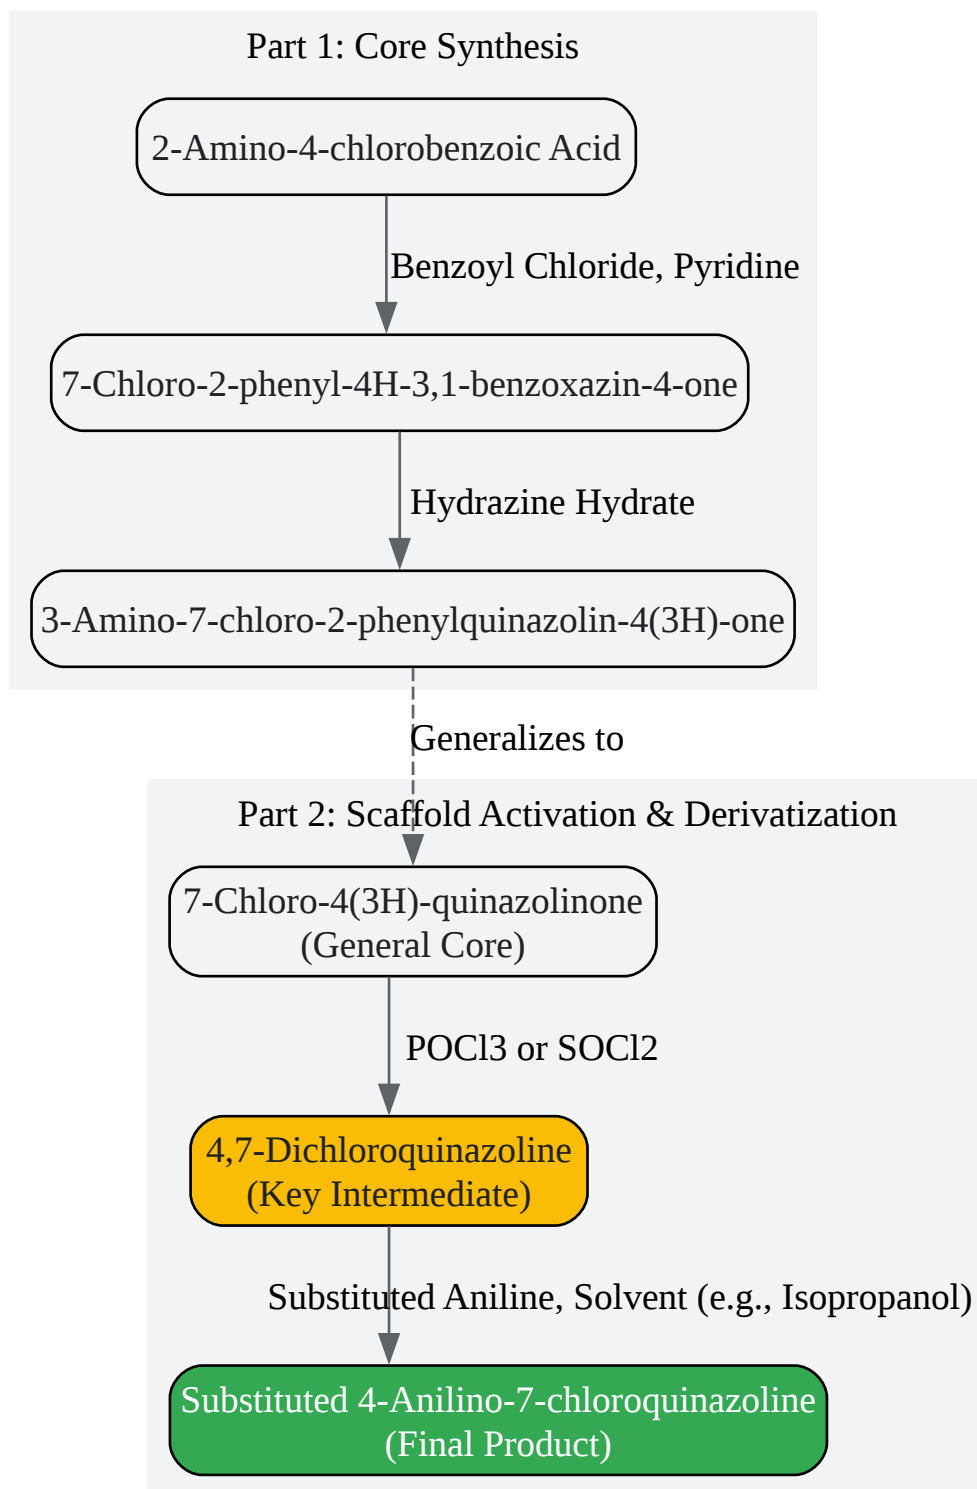 Part 1: Core Synthesis
2-Amino-4-chlorobenzoic Acid
Benzoyl Chloride, Pyridine
7-Chloro-2-phenyl-4H-3,1-benzoxazin-4-one
Hydrazine Hydrate
3-Amino-7-chloro-2-phenylquinazolin-4(3H)-one
Generalizes to
Part 2: Scaffold Activation & Derivatization
7-Chloro-4(3H)-quinazolinone
(General Core)
POCl3 or SOCl2
4,7-Dichloroquinazoline
(Key Intermediate)
Substituted Aniline, Solvent (e.g., Isopropanol)
Substituted 4-Anilino-7-chloroquinazoline
(Final Product)